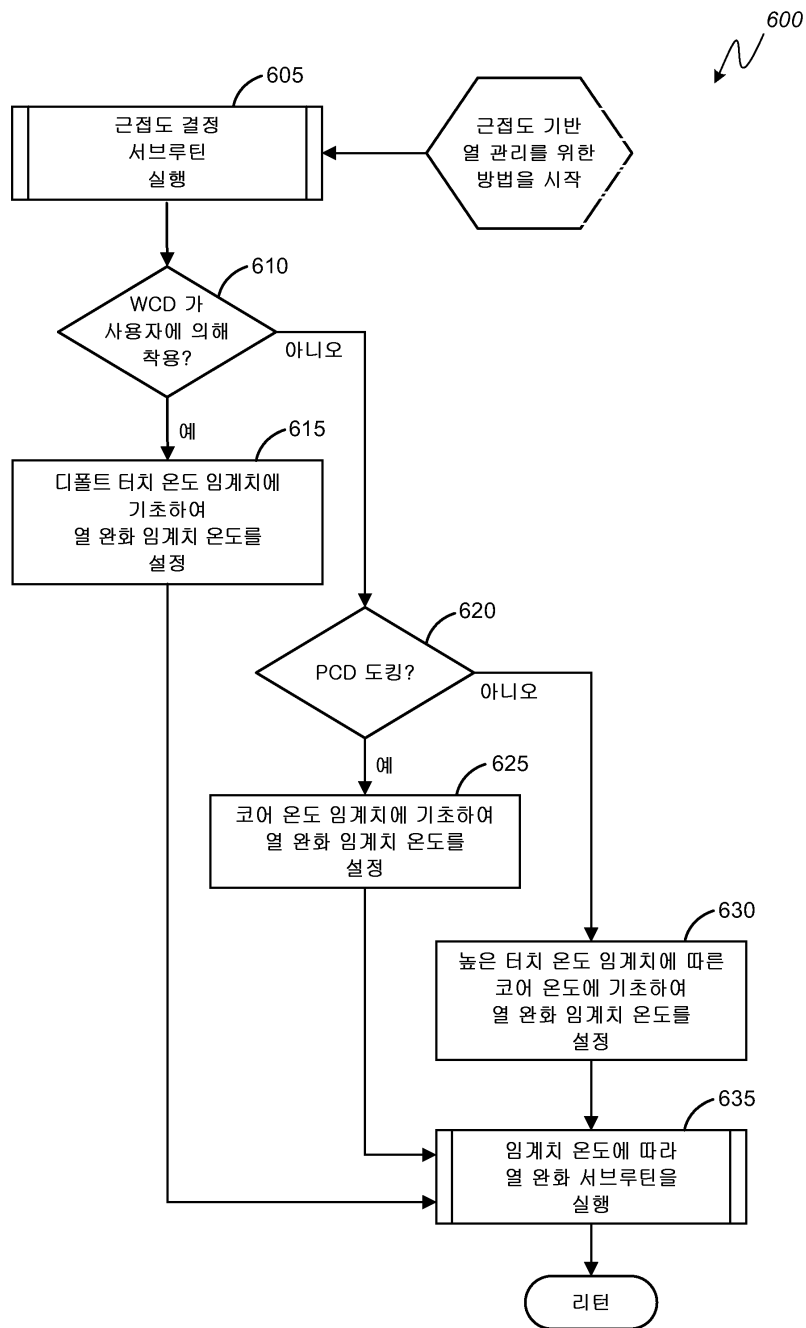 600
605
근접도 결정
서브루틴
실행
근접도 기반
열 관리를 위한
방법을 시작
610
WCD 가
사용자에 의해
착용?
아니오
예
615
디폴트 터치 온도 임계치에
기초하여
열 완화 임계치 온도를
설정
620
PCD 도킹?
아니오
예
625
코어 온도 임계치에 기초하여
열 완화 임계치 온도를
설정
630
높은 터치 온도 임계치에 따른
코어 온도에 기초하여
열 완화 임계치 온도를
설정
635
임계치 온도에 따라
열 완화 서브루틴을
실행
리턴